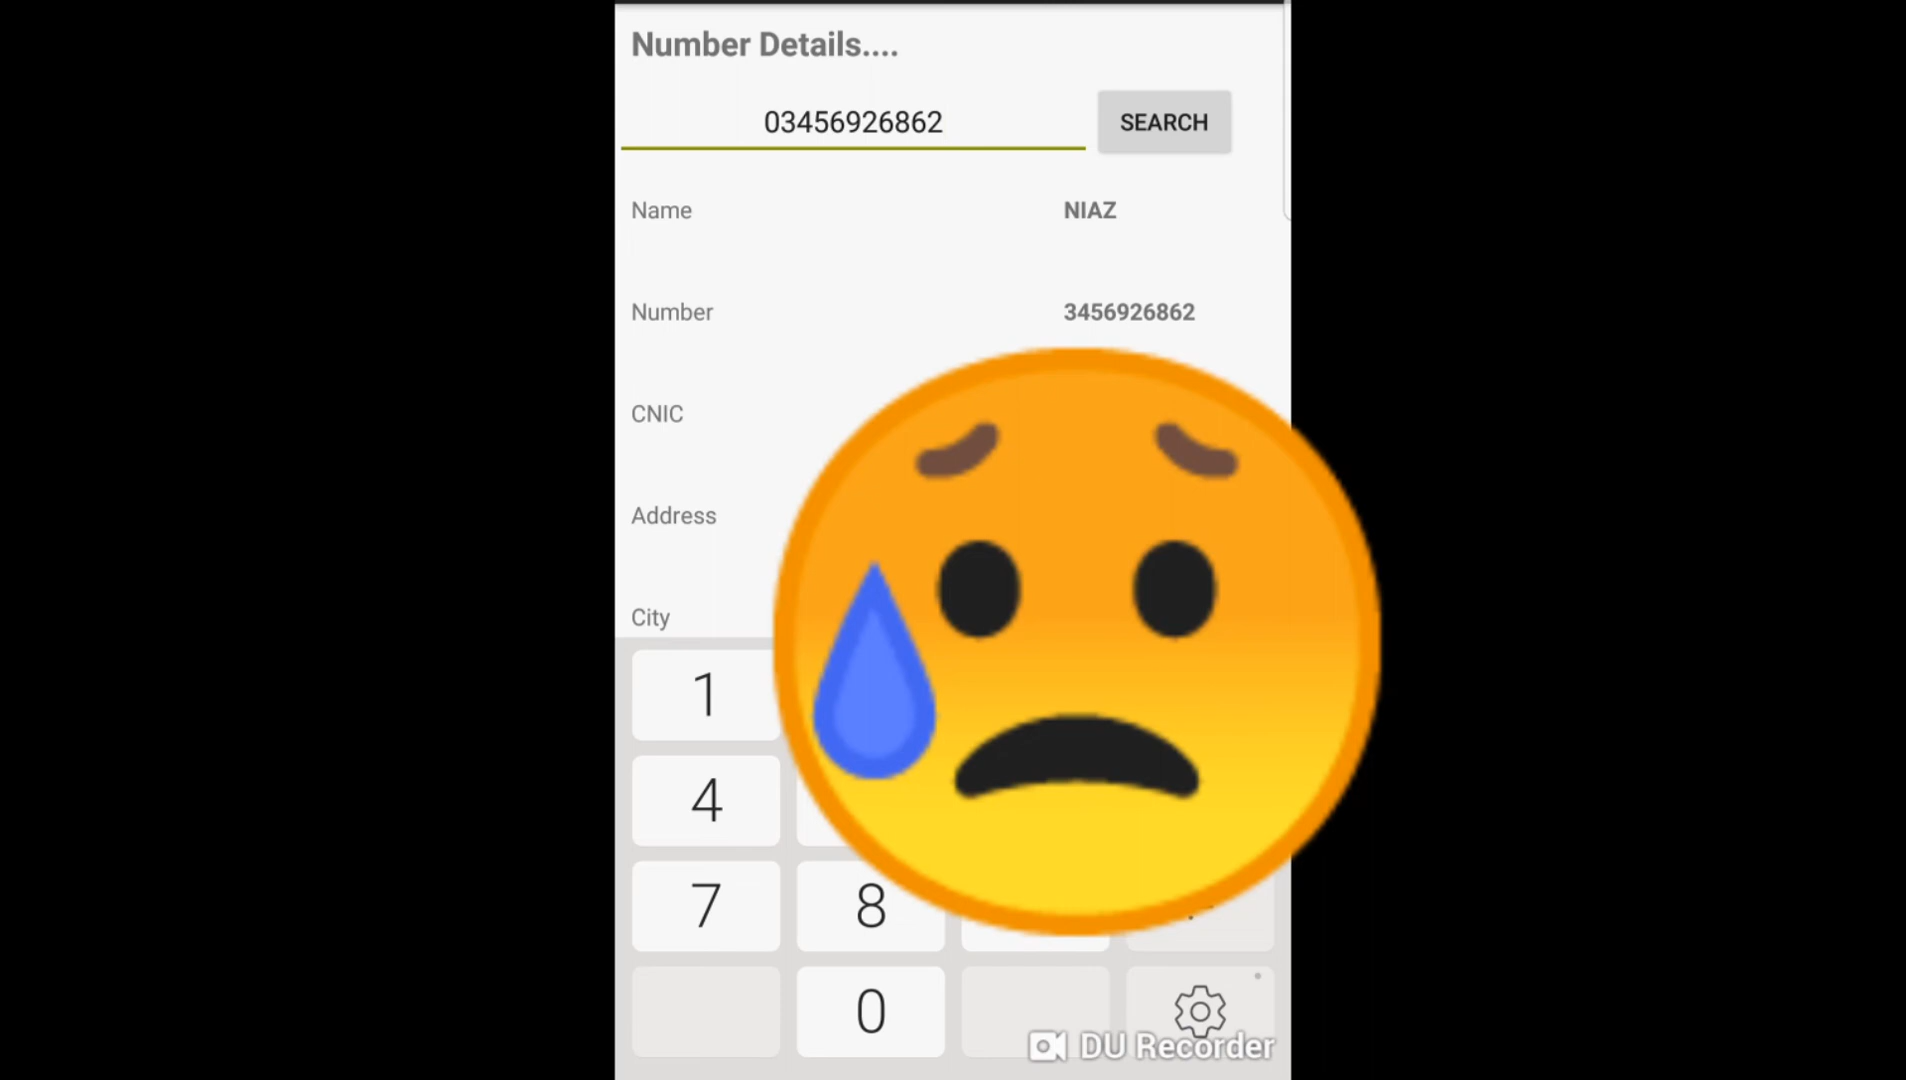 Number Details....
03456926862 SEARCH
Name NIAZ
Number 3456926862
CNIC
Address
City
1
4
7 8
0
DU Recorder